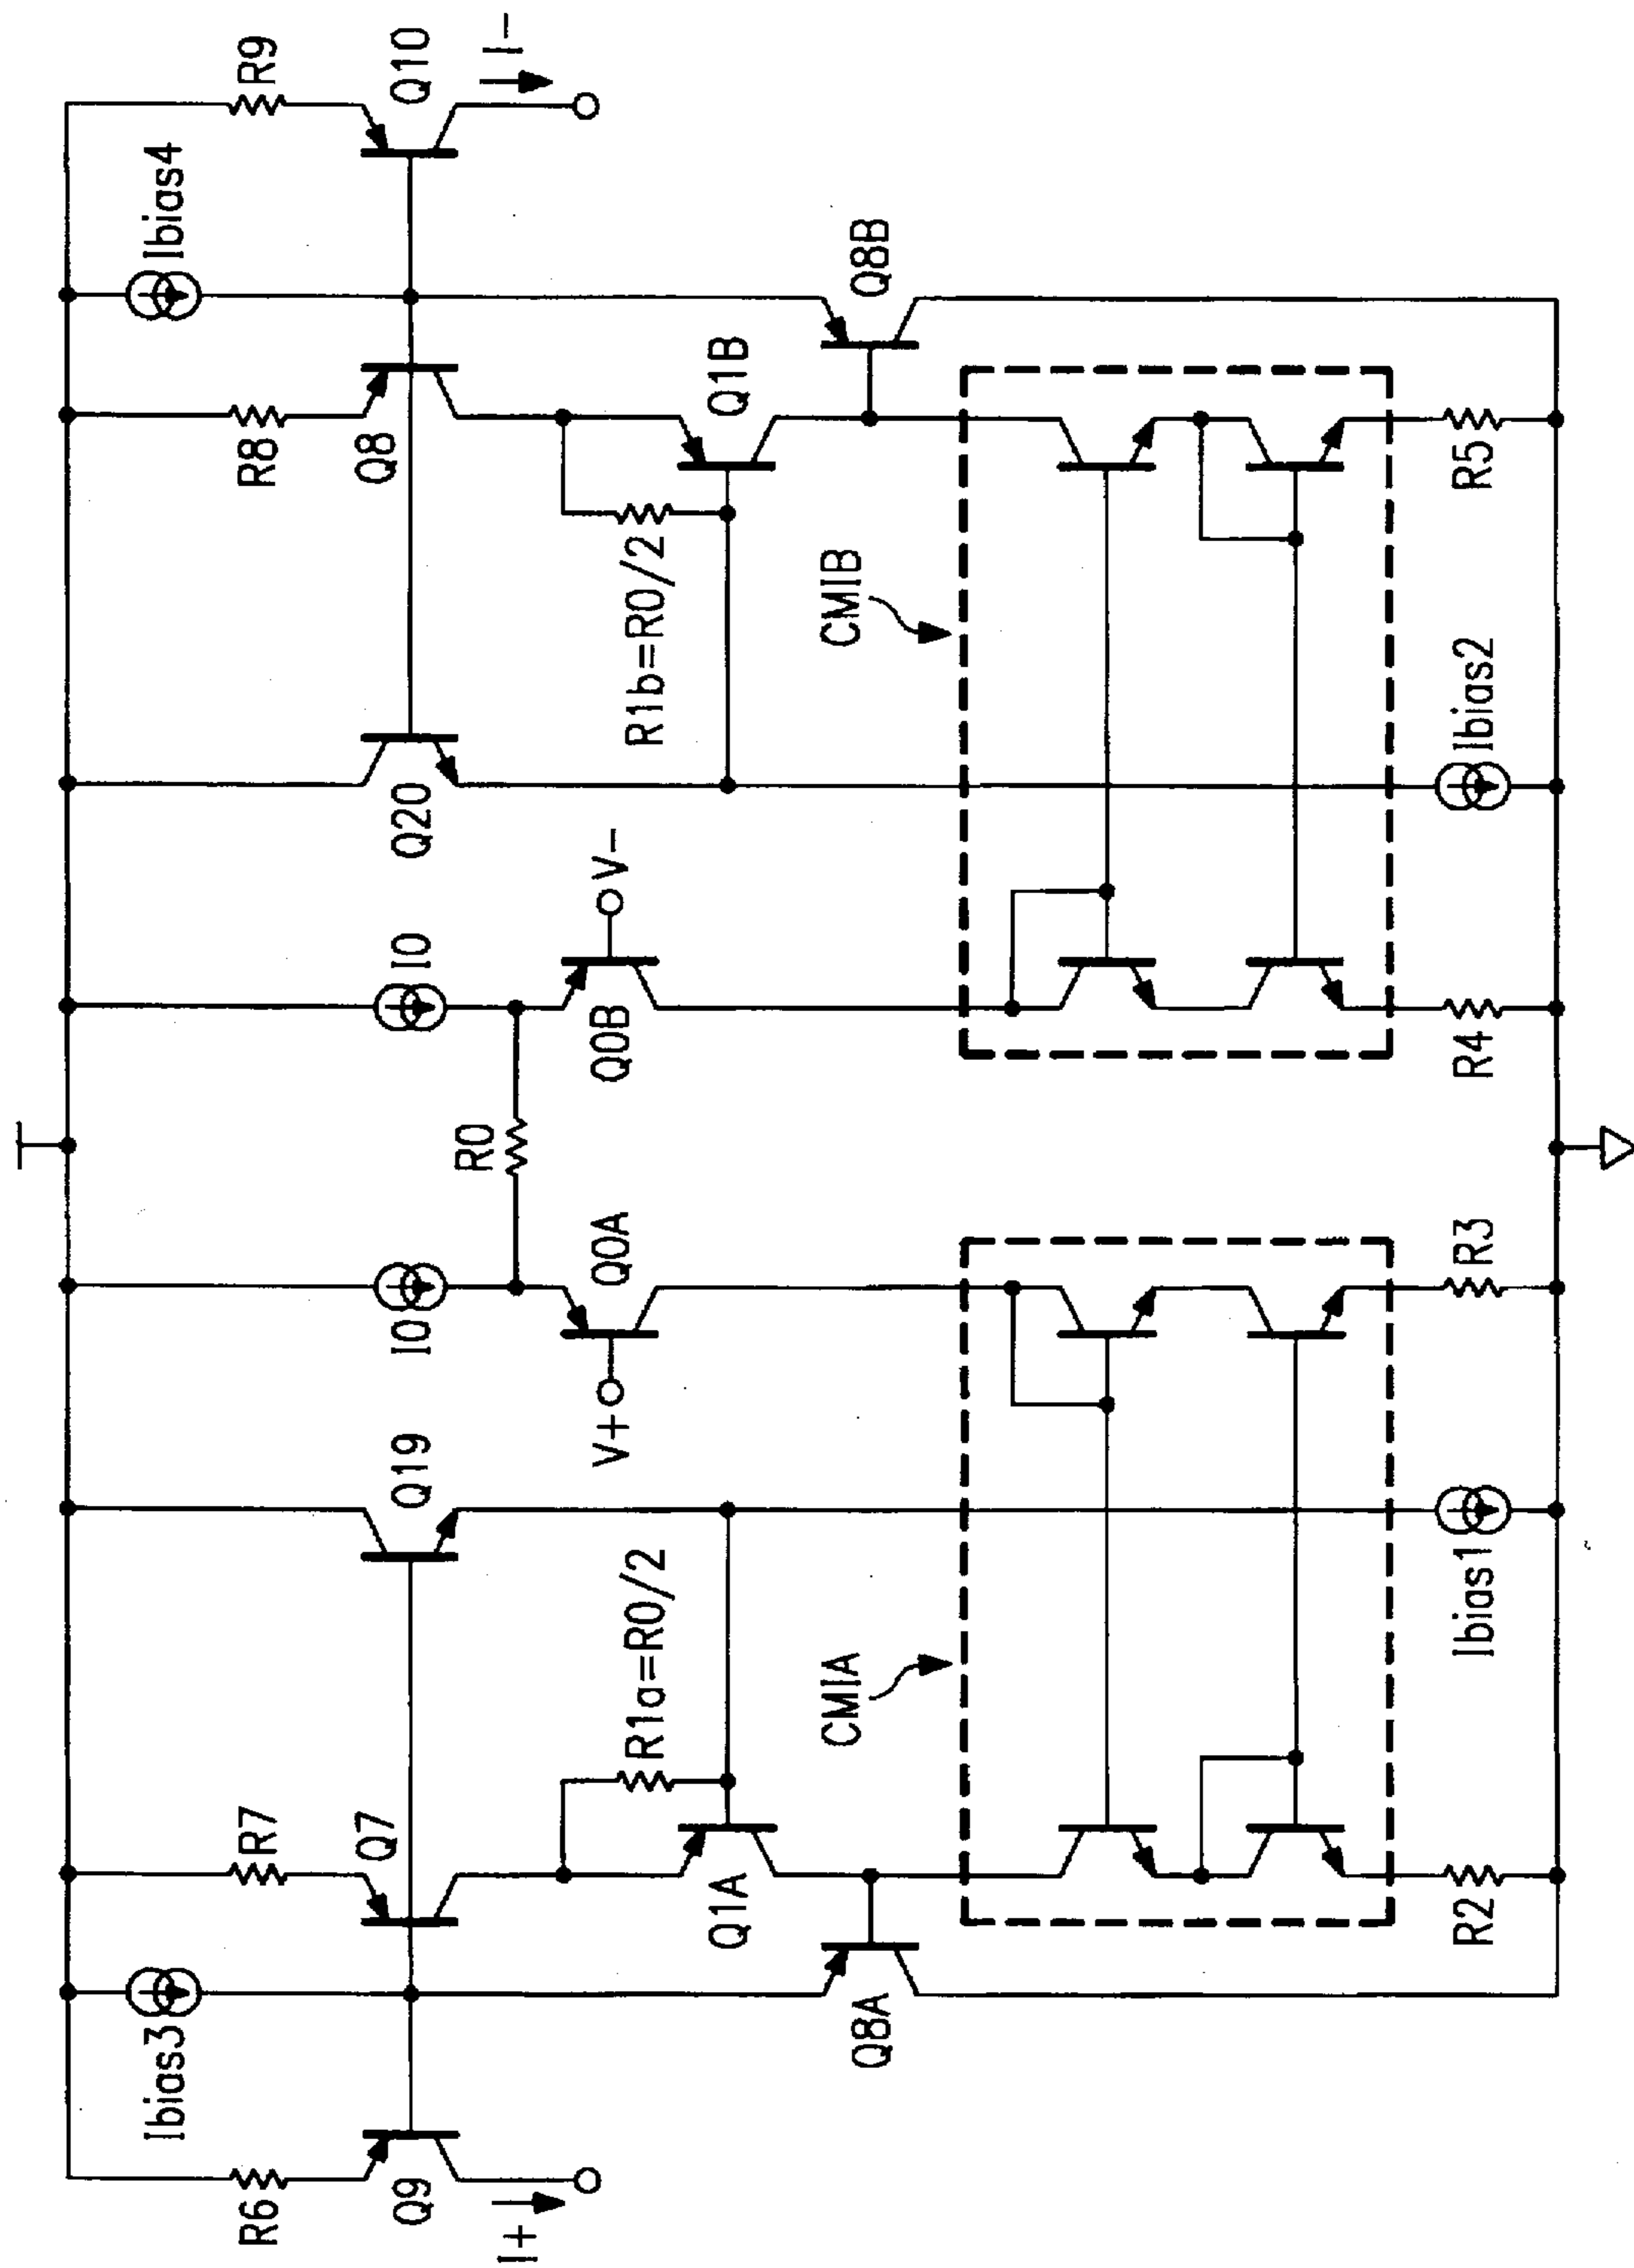 Ibias3
Ibias4
R6
R7
R8
R9
Q7
Q8
Q9
Q19
I0
I0
Q20
Q10
R0
I+
I-
V+
Q0A
Q0B
V-
R1a=R0/2
R1b=R0/2
Q1A
Q1B
CMIA
CMIB
Q8A
Q8B
R2
Ibias1
R3
R4
Ibias2
R5